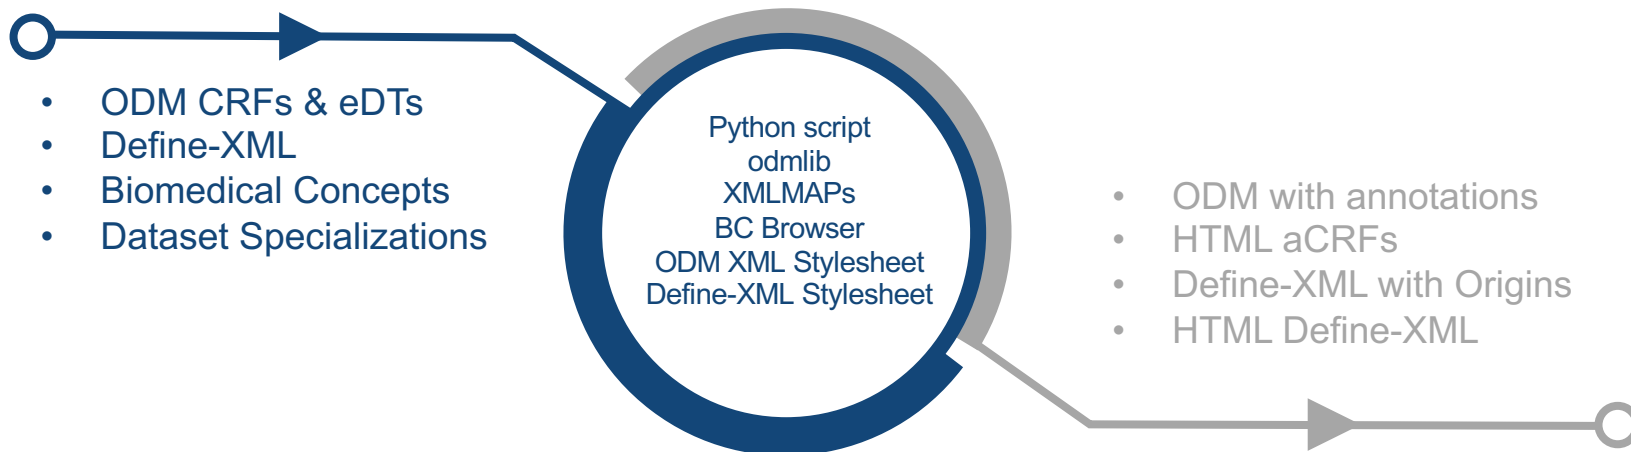 • ODM CRFs & eDTs
• Define-XML
• Biomedical Concepts
• Dataset Specializations
Python script
odmlib
XMLMAPs
BC Browser
ODM XML Stylesheet
Define-XML Stylesheet
• ODM with annotations
• HTML aCRFs
• Define-XML with Origins
• HTML Define-XML